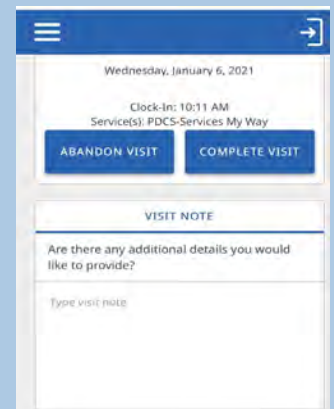 Wednesday, January 6, 2021
Clock-In: 10:11 AM
Service(s): PDCS-Services My Way
ABANDON VISIT COMPLETE VISIT
VISIT NOTE
Are there any additional details you would
like to provide?
Type visit note